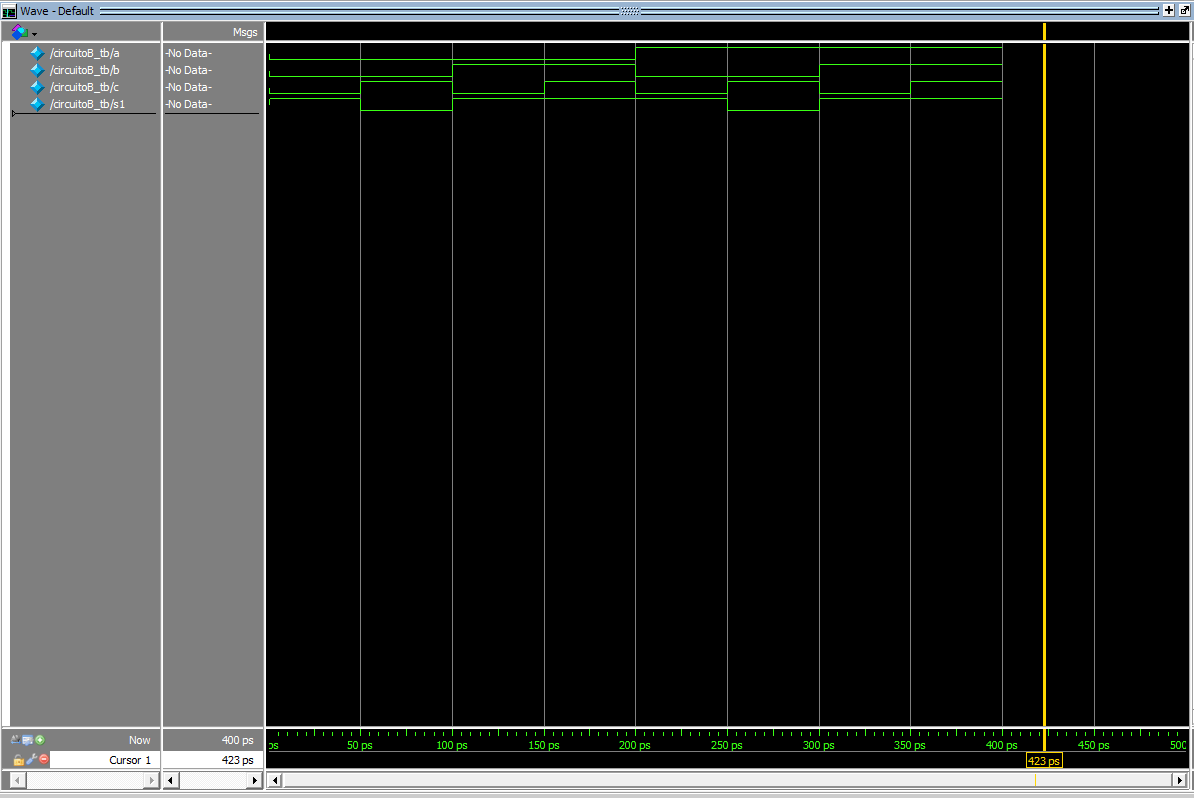 Wave - Default
Msgs
/circuitoB_tb/a -No Data-
/circuitoB_tb/b -No Data-
/circuitoB_tb/c -No Data-
/circuitoB_tb/s1 -No Data-
Now 400 ps ps 50 ps 100 ps 150 ps 200 ps 250 ps 300 ps 350 ps 400 ps 450 ps 500
Cursor 1 423 ps 423 ps